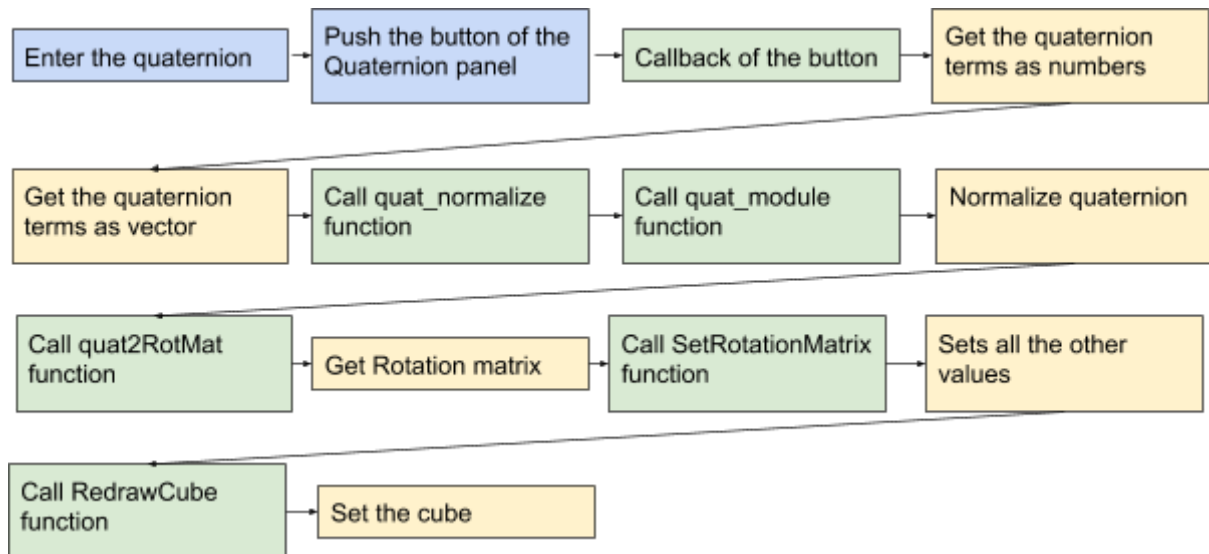 Enter the quaternion
Push the button of the
Quaternion panel
Callback of the button
Get the quaternion
terms as numbers
Get the quaternion
terms as vector
Call quat_normalize
function
Call quat_module
function
Normalize quaternion
Call quat2RotMat
function
Get Rotation matrix
Call SetRotationMatrix
function
Sets all the other
values
Call RedrawCube
function
Set the cube